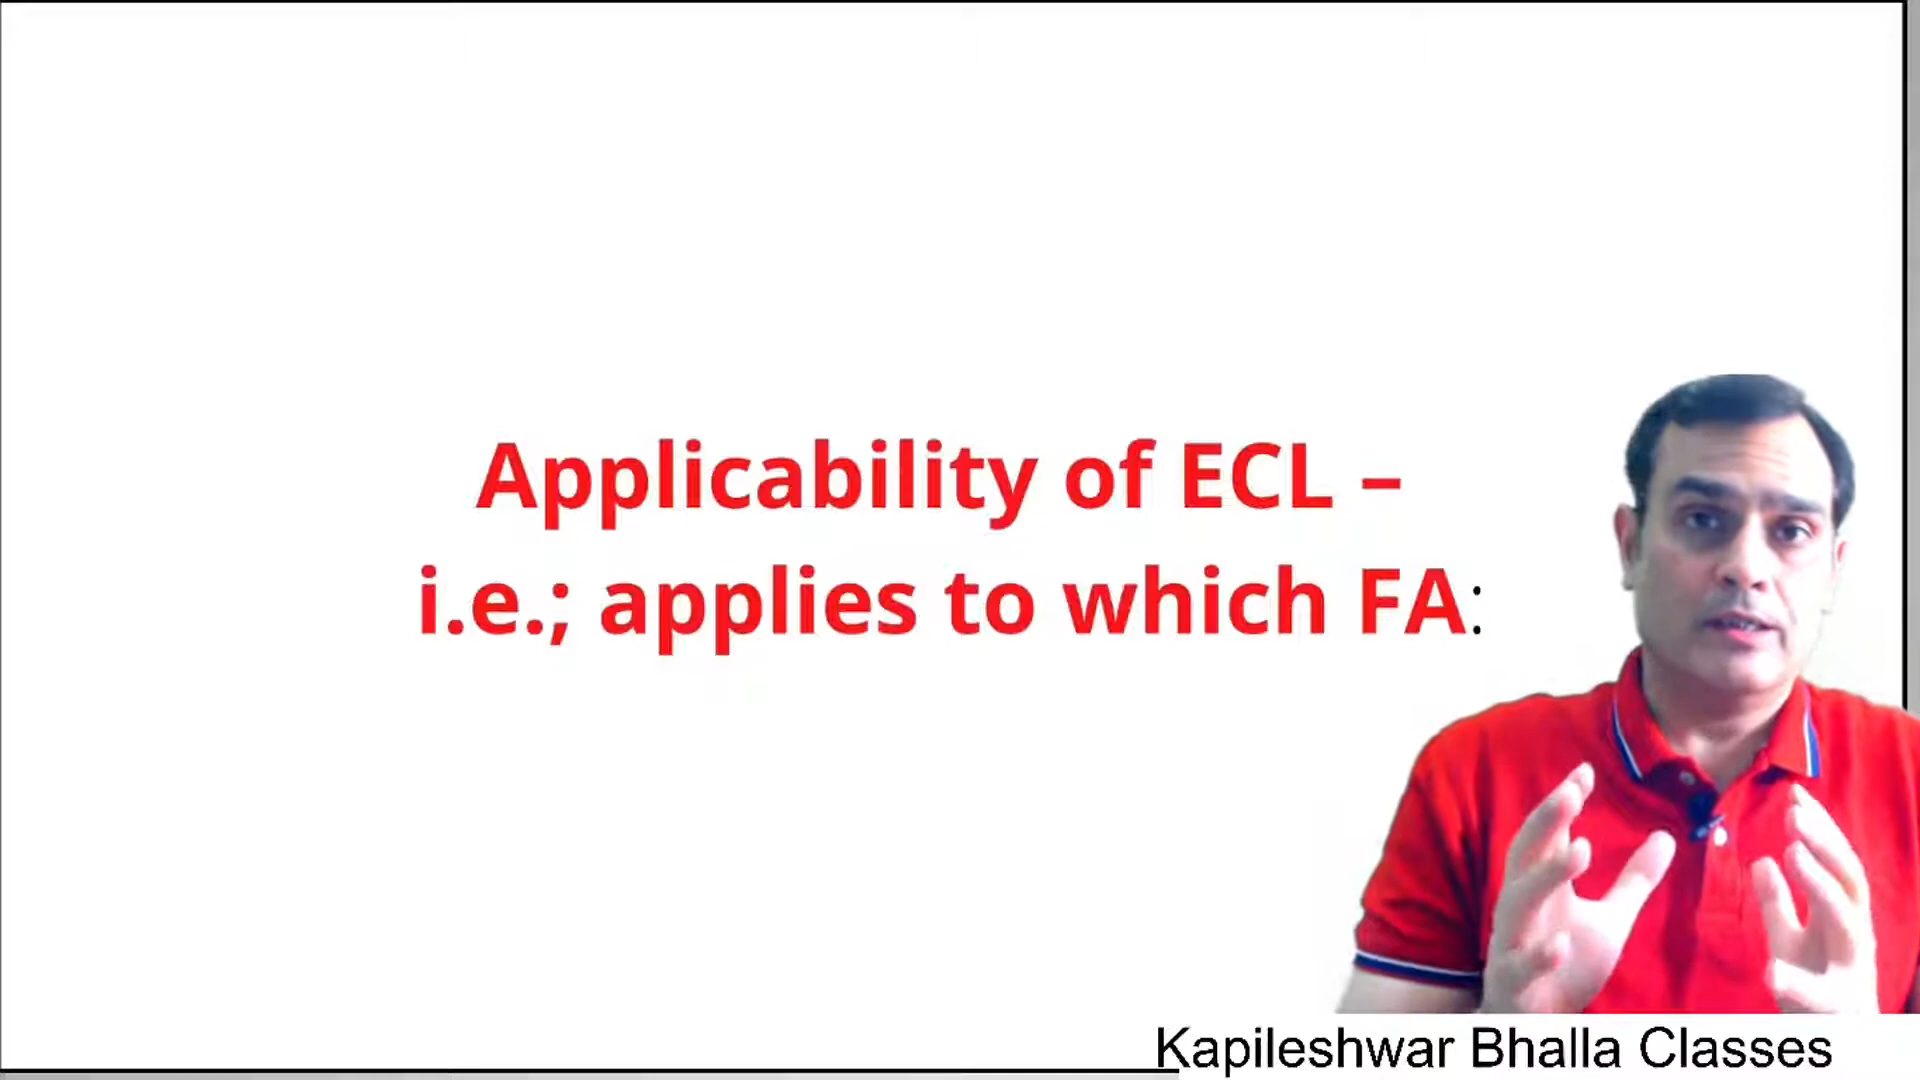 Applicability of ECL –
i.e.; applies to which FA:
Kapileshwar Bhalla Classes